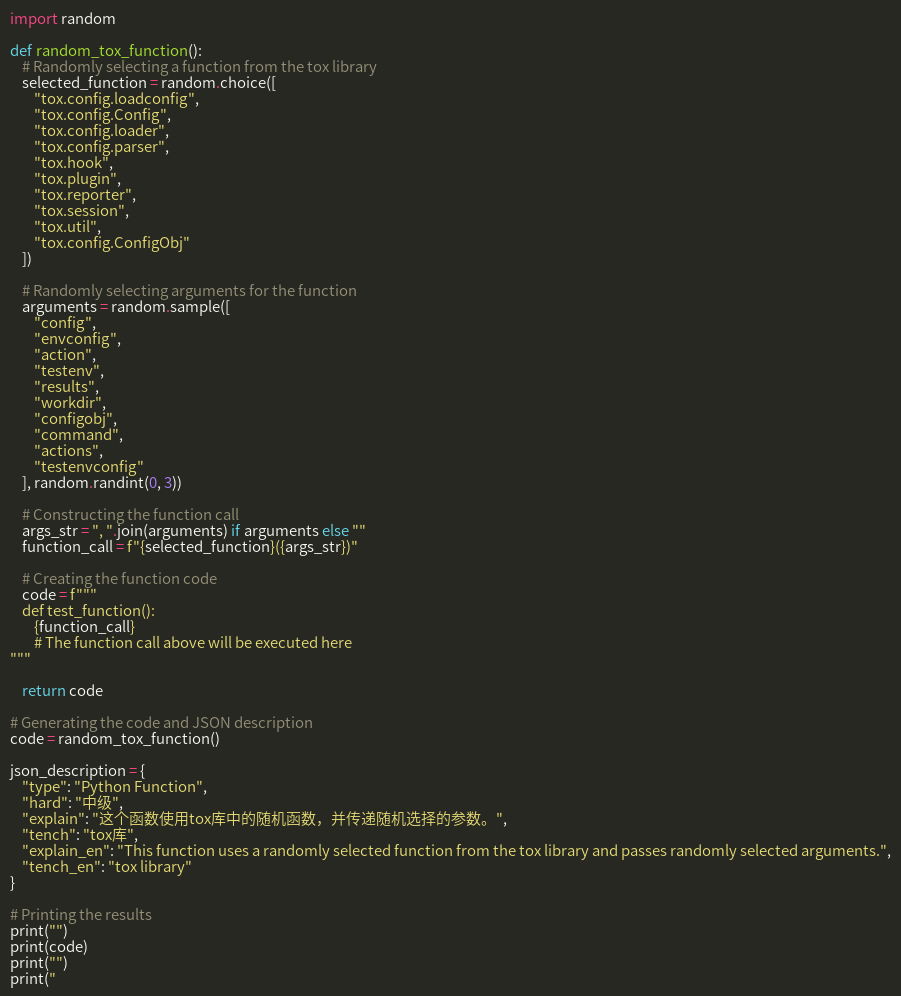 import random

def random_tox_function():
    # Randomly selecting a function from the tox library
    selected_function = random.choice([
        "tox.config.loadconfig",
        "tox.config.Config",
        "tox.config.loader",
        "tox.config.parser",
        "tox.hook",
        "tox.plugin",
        "tox.reporter",
        "tox.session",
        "tox.util",
        "tox.config.ConfigObj"
    ])

    # Randomly selecting arguments for the function
    arguments = random.sample([
        "config",
        "envconfig",
        "action",
        "testenv",
        "results",
        "workdir",
        "configobj",
        "command",
        "actions",
        "testenvconfig"
    ], random.randint(0, 3))

    # Constructing the function call
    args_str = ", ".join(arguments) if arguments else ""
    function_call = f"{selected_function}({args_str})"

    # Creating the function code
    code = f"""
    def test_function():
        {function_call}
        # The function call above will be executed here
"""

    return code

# Generating the code and JSON description
code = random_tox_function()

json_description = {
    "type": "Python Function",
    "hard": "中级",
    "explain": "这个函数使用tox库中的随机函数，并传递随机选择的参数。",
    "tench": "tox库",
    "explain_en": "This function uses a randomly selected function from the tox library and passes randomly selected arguments.",
    "tench_en": "tox library"
}

# Printing the results
print("")
print(code)
print("")
print("